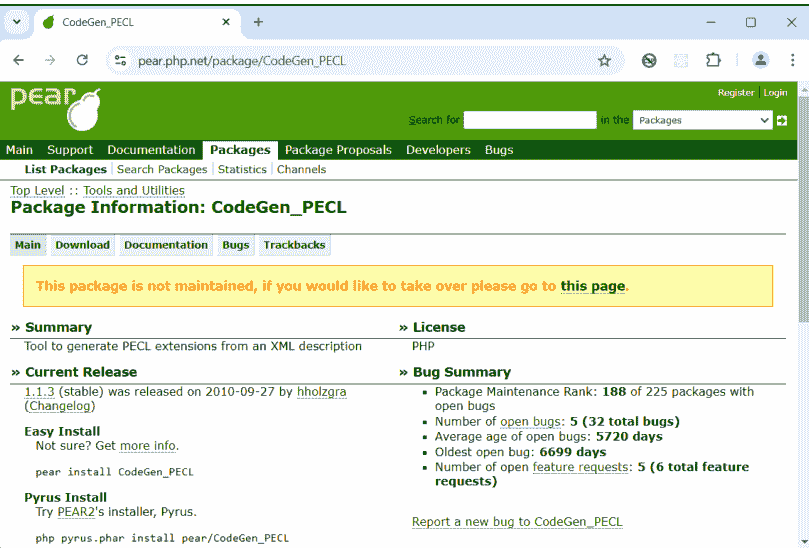 CodeGen_PECL
pear.php.net/package/CodeGen_PECL
pear
Register | Login
Search for in the Packages
Main Support Documentation Packages Package Proposals Developers Bugs
List Packages | Search Packages | Statistics | Channels
Top Level :: Tools and Utilities
Package Information: CodeGen_PECL
Main Download Documentation Bugs Trackbacks
This package is not maintained, if you would like to take over please go to this page.
» Summary
Tool to generate PECL extensions from an XML description
» License
PHP
» Current Release
1.1.3 (stable) was released on 2010-09-27 by hholzgra
(Changelog)
Easy Install
Not sure? Get more info.
pear install CodeGen_PECL
Pyrus Install
Try PEAR2's installer, Pyrus.
php pyrus.phar install pear/CodeGen_PECL
» Bug Summary
Package Maintenance Rank: 188 of 225 packages with
open bugs
Number of open bugs: 5 (32 total bugs)
Average age of open bugs: 5720 days
Oldest open bug: 6699 days
Number of open feature requests: 5 (6 total feature
requests)
Report a new bug to CodeGen_PECL